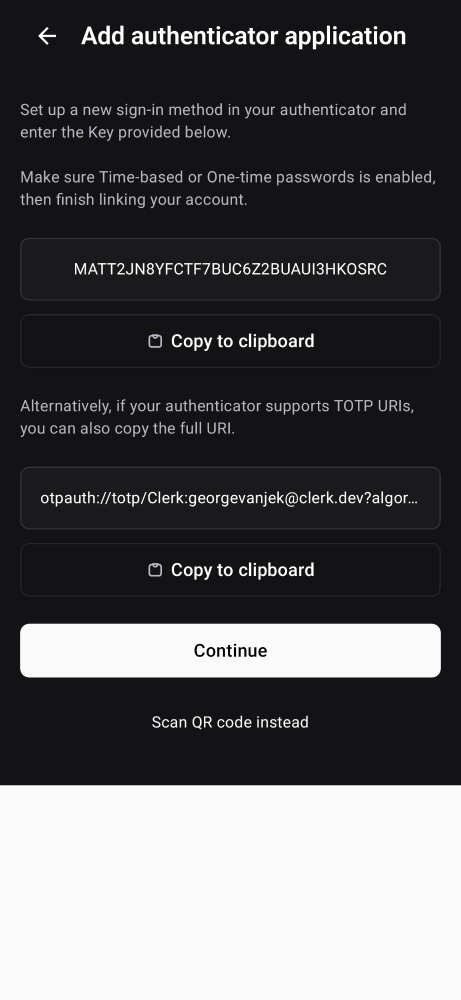 Add authenticator application
Set up a new sign-in method in your authenticator and
enter the Key provided below.
Make sure Time-based or One-time passwords is enabled,
then finish linking your account.
MATT2JN8YFCTF7BUC6Z2BUAUI3HKOSRC
Copy to clipboard
Alternatively, if your authenticator supports TOTP URIs,
you can also copy the full URI.
otpauth://totp/Clerk:georgevanjek@clerk.dev?algor…
Copy to clipboard
Continue
Scan QR code instead